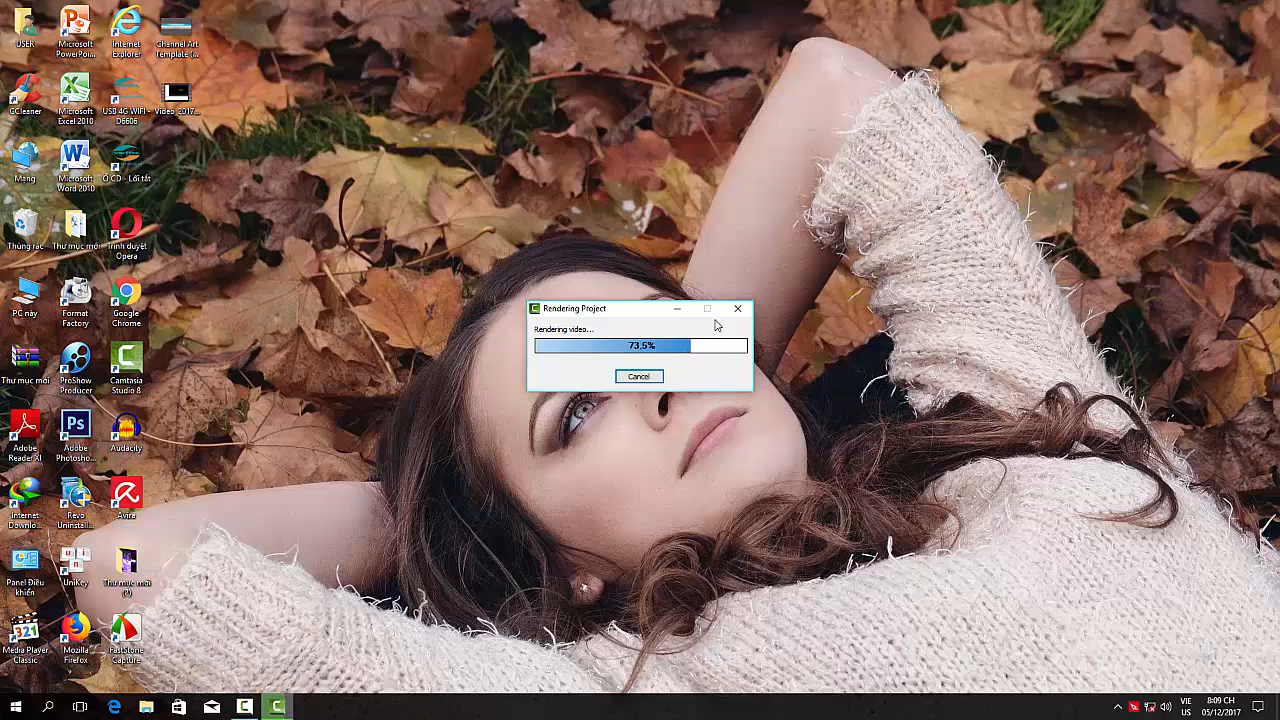 USER
Microsoft
PowerPoi...
Internet
Explorer
Channel Art
Template (...
CCleaner
Microsoft
Excel 2010
USB 4G WIFI -
D6606
Video_2017...
Mạng
Microsoft
Word 2010
Ổ CD - Lối tắt
Thùng rác
Thư mục mới
Trình duyệt
Opera
PC này
Format
Factory
Google
Chrome
Thư mục mới
ProShow
Producer
Camtasia
Studio 8
Adobe
Reader XI
Adobe
Photosho...
Audacity
Internet
Downlo...
Revo
Uninstall...
Avira
Panel Điều
khiển
UniKey
Thư mục mới
(2)
Media Player
Classic
Mozilla
Firefox
FastStone
Capture
Rendering Project
Rendering video...
73,5%
Cancel
VIE
US
8:09 CH
05/12/2017